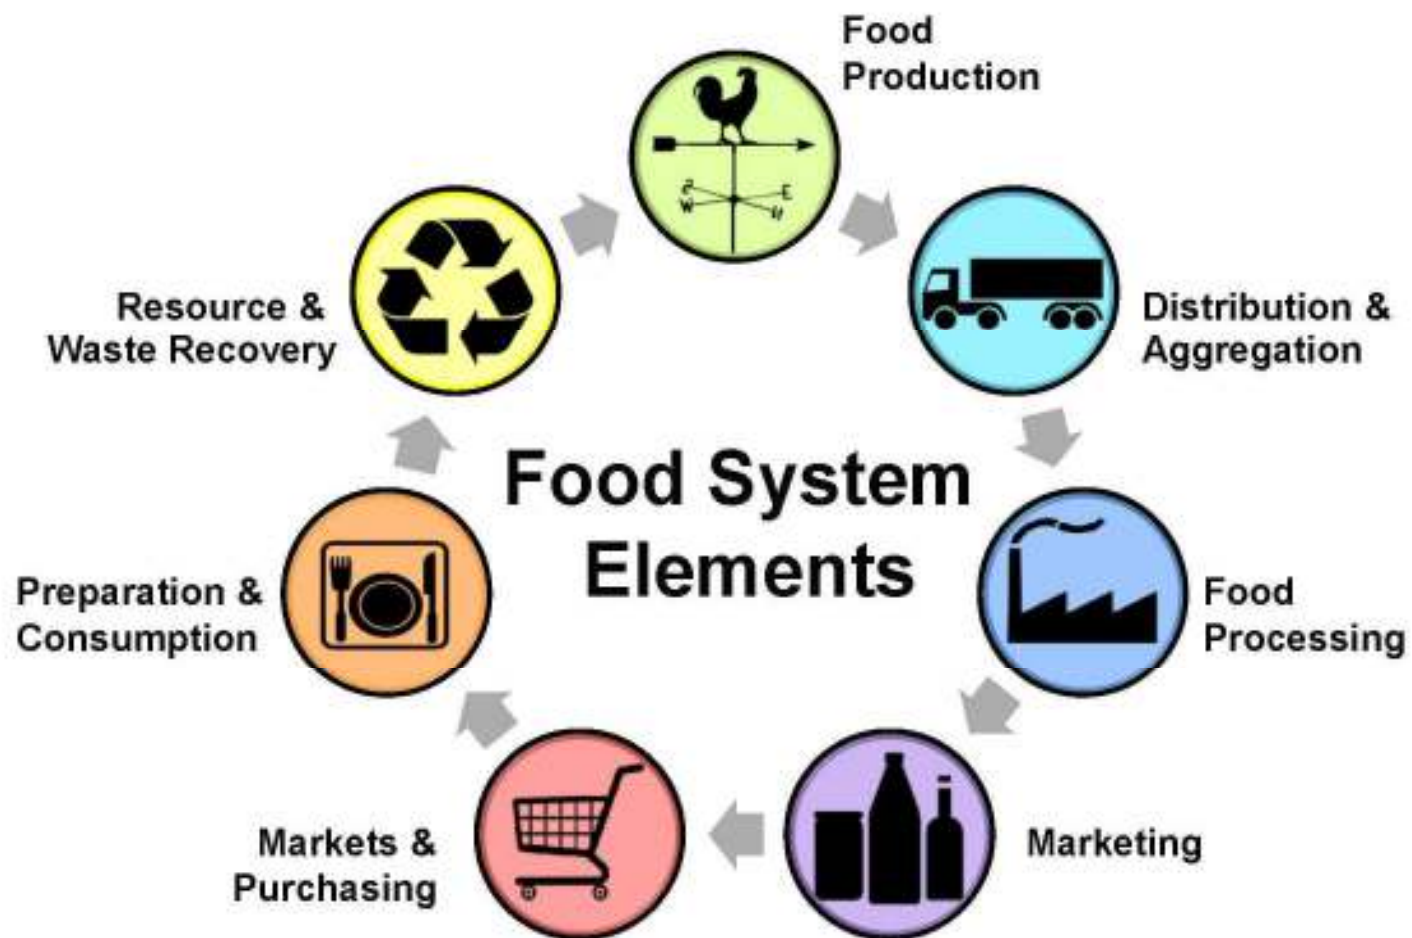 Food
Production
Distribution &
Aggregation
Food
Processing
Marketing
Markets &
Purchasing
Preparation &
Consumption
Resource &
Waste Recovery
Food System
Elements
S E
W N